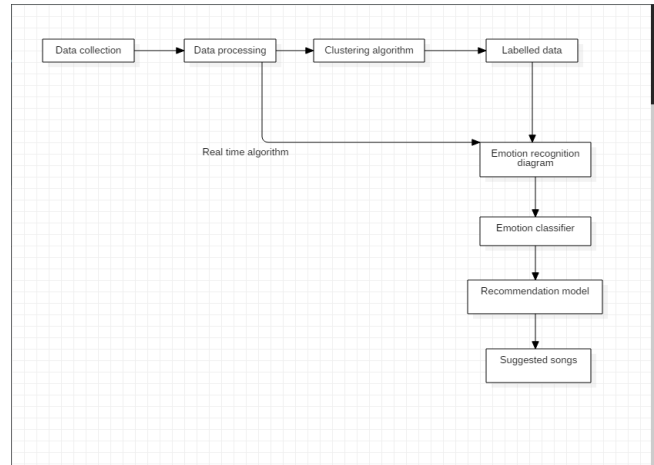 Data collection
Data processing
Clustering algorithm
Labelled data
Real time algorithm
Emotion recognition
diagram
Emotion classifier
Recommendation model
Suggested songs